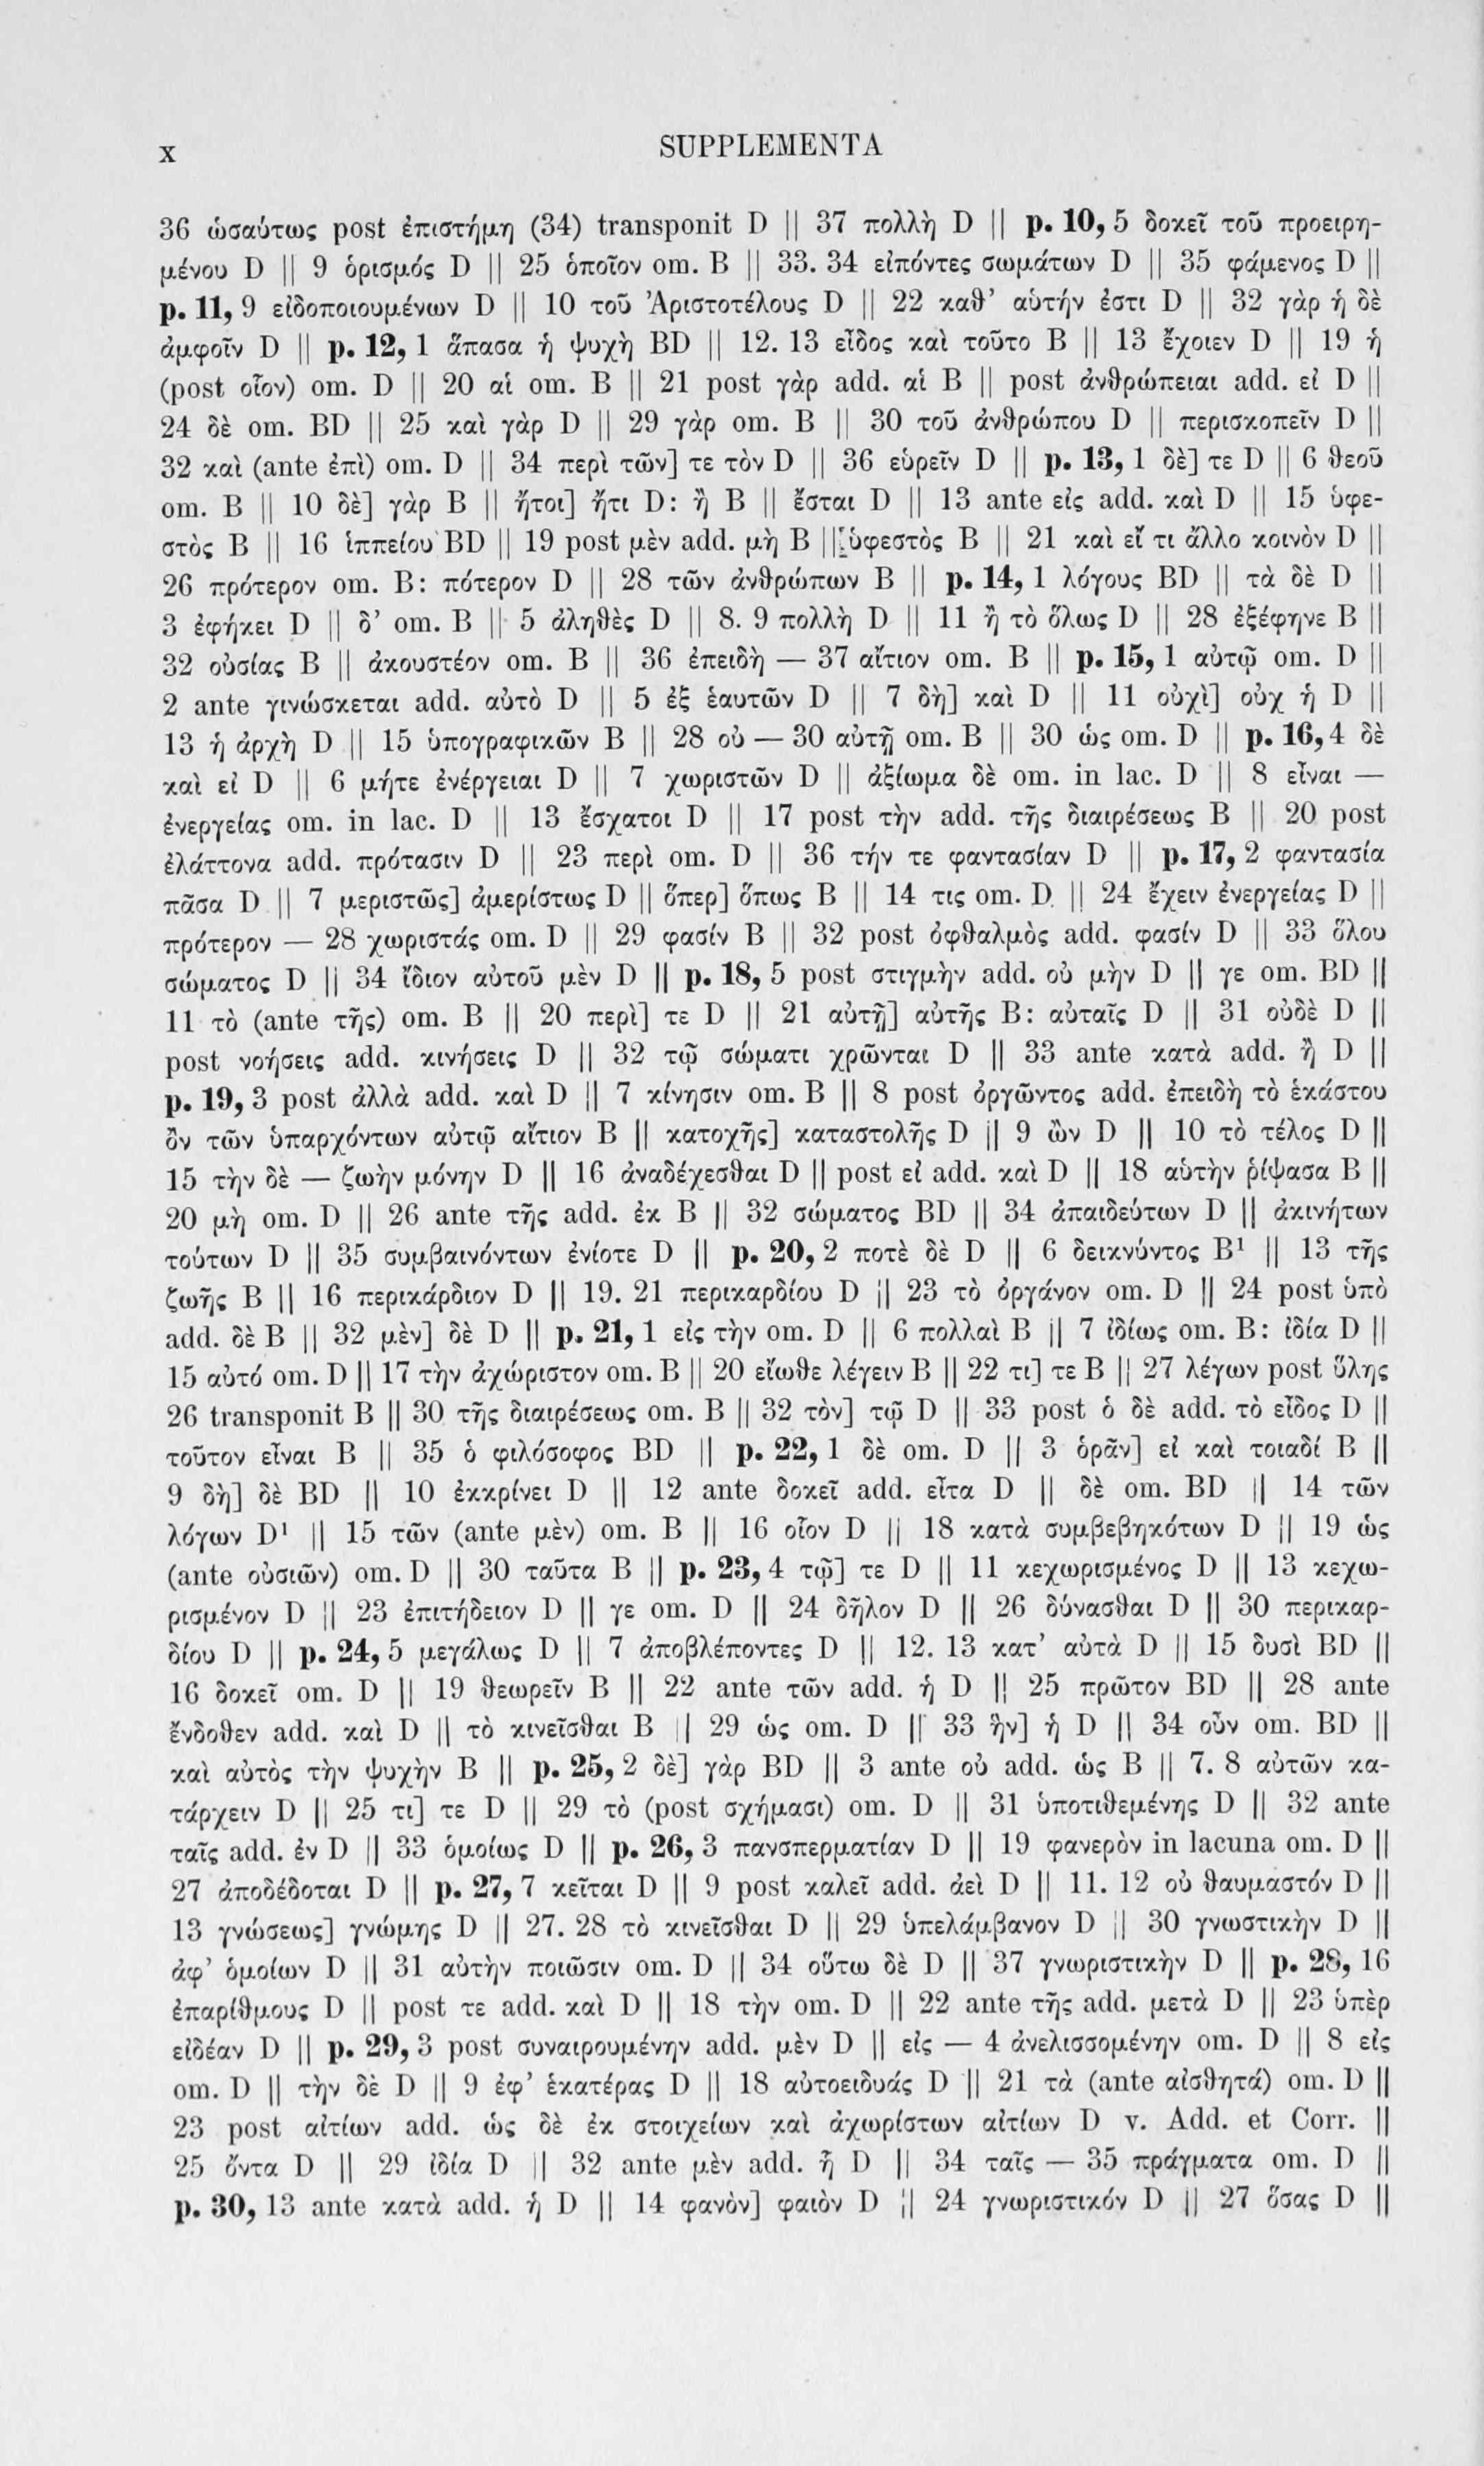 x SUPPLEMENTA
36 ὡσαύτως post ἐπιστήμη (34) transponit D || 37 πολλὴ D || p. 10, 5 δοκεῖ τοῦ προειρη-
μένου D || 9 ὁρισμός D || 25 ὁποῖον om. B || 33. 34 εἰπόντες σωμάτων D || 35 φάμενος D ||
p. 11, 9 εἰδοποιουμένων D || 10 τοῦ Ἀριστοτέλους D || 22 καθ’ αὑτήν ἐστι D || 32 γὰρ ἡ δὲ
ἀμφοῖν D || p. 12, 1 ἅπασα ἡ ψυχὴ BD || 12. 13 εἶδος καὶ τοῦτο B || 13 ἔχοιεν D || 19 ἡ
(post οἷον) om. D || 20 αἱ om. B || 21 post γὰρ add. αἱ B || post ἀνθρώπειαι add. εἰ D ||
24 δὲ om. BD || 25 καὶ γὰρ D || 29 γὰρ om. B || 30 τοῦ ἀνθρώπου D || περισκοπεῖν D ||
32 καὶ (ante ἐπὶ) om. D || 34 περὶ τῶν] τε τὸν D || 36 εὑρεῖν D || p. 13, 1 δὲ] τε D || 6 θεοῦ
om. B || 10 δὲ] γὰρ B || ἤτοι] ἤτι D: ἢ B || ἔσται D || 13 ante εἰς add. καὶ D || 15 ὑφε-
στὸς B || 16 ἱππείου BD || 19 post μὲν add. μὴ B || ὑφεστὸς B || 21 καὶ εἴ τι ἄλλο κοινὸν D ||
26 πρότερον om. B: πότερον D || 28 τῶν ἀνθρώπων B || p. 14, 1 λόγους BD || τὰ δὲ D ||
3 ἐφήκει D || δ’ om. B || 5 ἀληθὲς D || 8. 9 πολλὴ D || 11 ἢ τὸ ὅλως D || 28 ἐξέφηνε B ||
32 οὐσίας B || ἀκουστέον om. B || 36 ἐπειδὴ — 37 αἴτιον om. B || p. 15, 1 αὐτῷ om. D ||
2 ante γινώσκεται add. αὐτὸ D || 5 ἐξ ἑαυτῶν D || 7 δὴ] καὶ D || 11 οὐχὶ] οὐχ ἡ D ||
13 ἡ ἀρχὴ D || 15 ὑπογραφικῶν B || 28 οὐ — 30 αὐτῇ om. B || 30 ὡς om. D || p. 16, 4 δὲ
καὶ εἰ D || 6 μήτε ἐνέργειαι D || 7 χωριστῶν D || ἀξίωμα δὲ om. in lac. D || 8 εἶναι —
ἐνεργείας om. in lac. D || 13 ἔσχατοι D || 17 post τὴν add. τῆς διαιρέσεως B || 20 post
ἐλάττονα add. πρότασιν D || 23 περὶ om. D || 36 τήν τε φαντασίαν D || p. 17, 2 φαντασία
πᾶσα D || 7 μεριστῶς] ἀμερίστως D || ὅπερ] ὅπως B || 14 τις om. D || 24 ἔχειν ἐνεργείας D ||
πρότερον — 28 χωριστάς om. D || 29 φασίν B || 32 post ὀφθαλμὸς add. φασίν D || 33 ὅλου
σώματος D || 34 ἴδιον αὐτοῦ μὲν D || p. 18, 5 post στιγμὴν add. οὐ μὴν D || γε om. BD ||
11 τὸ (ante τῆς) om. B || 20 περὶ] τε D || 21 αὐτῇ] αὐτῆς B: αὐταῖς D || 31 οὐδὲ D ||
post νοήσεις add. κινήσεις D || 32 τῷ σώματι χρῶνται D || 33 ante κατὰ add. ἢ D ||
p. 19, 3 post ἀλλὰ add. καὶ D || 7 κίνησιν om. B || 8 post ὀργῶντος add. ἐπειδὴ τὸ ἑκάστου
ὂν τῶν ὑπαρχόντων αὐτῷ αἴτιον B || κατοχῆς] καταστολῆς D || 9 ὢν D || 10 τὸ τέλος D ||
15 τὴν δὲ — ζωὴν μόνην D || 16 ἀναδέχεσθαι D || post εἰ add. καὶ D || 18 αὑτὴν ῥίψασα B ||
20 μὴ om. D || 26 ante τῆς add. ἐκ B || 32 σώματος BD || 34 ἀπαιδεύτων D || ἀκινήτων
τούτων D || 35 συμβαινόντων ἐνίοτε D || p. 20, 2 ποτὲ δὲ D || 6 δεικνύντος B¹ || 13 τῆς
ζωῆς B || 16 περικάρδιον D || 19. 21 περικαρδίου D || 23 τὸ ὀργάνον om. D || 24 post ὑπὸ
add. δὲ B || 32 μὲν] δὲ D || p. 21, 1 εἰς τὴν om. D || 6 πολλαὶ B || 7 ἰδίως om. B: ἰδία D ||
15 αὐτό om. D || 17 τὴν ἀχώριστον om. B || 20 εἴωθε λέγειν B || 22 τι] τε B || 27 λέγων post ὕλης
26 transponit B || 30 τῆς διαιρέσεως om. B || 32 τὸν] τῷ D || 33 post ὁ δὲ add. τὸ εἶδος D ||
τοῦτον εἶναι B || 35 ὁ φιλόσοφος BD || p. 22, 1 δὲ om. D || 3 ὁρᾶν] εἰ καὶ τοιαδί B ||
9 δὴ] δὲ BD || 10 ἐκκρίνει D || 12 ante δοκεῖ add. εἶτα D || δὲ om. BD || 14 τῶν
λόγων D¹ || 15 τῶν (ante μὲν) om. B || 16 οἷον D || 18 κατὰ συμβεβηκότων D || 19 ὡς
(ante οὐσιῶν) om. D || 30 ταῦτα B || p. 23, 4 τῷ] τε D || 11 κεχωρισμένος D || 13 κεχω-
ρισμένον D || 23 ἐπιτήδειον D || γε om. D || 24 δῆλον D || 26 δύνασθαι D || 30 περικαρ-
δίου D || p. 24, 5 μεγάλως D || 7 ἀποβλέποντες D || 12. 13 κατ’ αὐτὰ D || 15 δυσὶ BD ||
16 δοκεῖ om. D || 19 θεωρεῖν B || 22 ante τῶν add. ἡ D || 25 πρῶτον BD || 28 ante
ἔνδοθεν add. καὶ D || τὸ κινεῖσθαι B || 29 ὡς om. D || 33 ἣν] ἡ D || 34 οὖν om. BD ||
καὶ αὐτὸς τὴν ψυχὴν B || p. 25, 2 δὲ] γὰρ BD || 3 ante οὐ add. ὡς B || 7. 8 αὐτῶν κα-
τάρχειν D || 25 τι] τε D || 29 τὸ (post σχήμασι) om. D || 31 ὑποτιθεμένης D || 32 ante
ταῖς add. ἐν D || 33 ὁμοίως D || p. 26, 3 πανσπερματίαν D || 19 φανερὸν in lacuna om. D ||
27 ἀποδέδοται D || p. 27, 7 κεῖται D || 9 post καλεῖ add. ἀεὶ D || 11. 12 οὐ θαυμαστόν D ||
13 γνώσεως] γνώμης D || 27. 28 τὸ κινεῖσθαι D || 29 ὑπελάμβανον D || 30 γνωστικὴν D ||
ἀφ’ ὁμοίων D || 31 αὐτὴν ποιῶσιν om. D || 34 οὕτω δὲ D || 37 γνωριστικὴν D || p. 28, 16
ἐπαρίθμους D || post τε add. καὶ D || 18 τὴν om. D || 22 ante τῆς add. μετὰ D || 23 ὑπὲρ
εἰδέαν D || p. 29, 3 post συναιρουμένην add. μὲν D || εἰς — 4 ἀνελισσομένην om. D || 8 εἰς
om. D || τὴν δὲ D || 9 ἐφ’ ἑκατέρας D || 18 αὐτοειδυάς D || 21 τὰ (ante αἰσθητά) om. D ||
23 post αἰτίων add. ὡς δὲ ἐκ στοιχείων καὶ ἀχωρίστων αἰτίων D v. Add. et Corr. ||
25 ὄντα D || 29 ἰδία D || 32 ante μὲν add. ἦ D || 34 ταῖς — 35 πράγματα om. D ||
p. 30, 13 ante κατὰ add. ἡ D || 14 φανὸν] φαιὸν D || 24 γνωριστικόν D || 27 ὅσας D ||